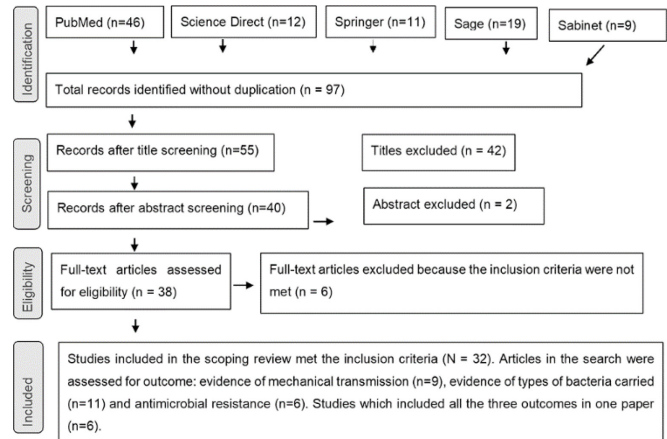 PubMed (n=46)
Science Direct (n=12)
Springer (n=11)
Sage (n=19)
Sabinet (n=9)
Identification
Total records identified without duplication (n = 97)
Screening
Records after title screening (n=55)
Titles excluded (n = 42)
Records after abstract screening (n=40)
Abstract excluded (n = 2)
Eligibility
Full-text articles assessed
for eligibility (n = 38)
Full-text articles excluded because the inclusion criteria were not
met (n = 6)
Included
Studies included in the scoping review met the inclusion criteria (N = 32). Articles in the search were
assessed for outcome: evidence of mechanical transmission (n=9), evidence of types of bacteria carried
(n=11) and antimicrobial resistance (n=6). Studies which included all the three outcomes in one paper
(n=6).